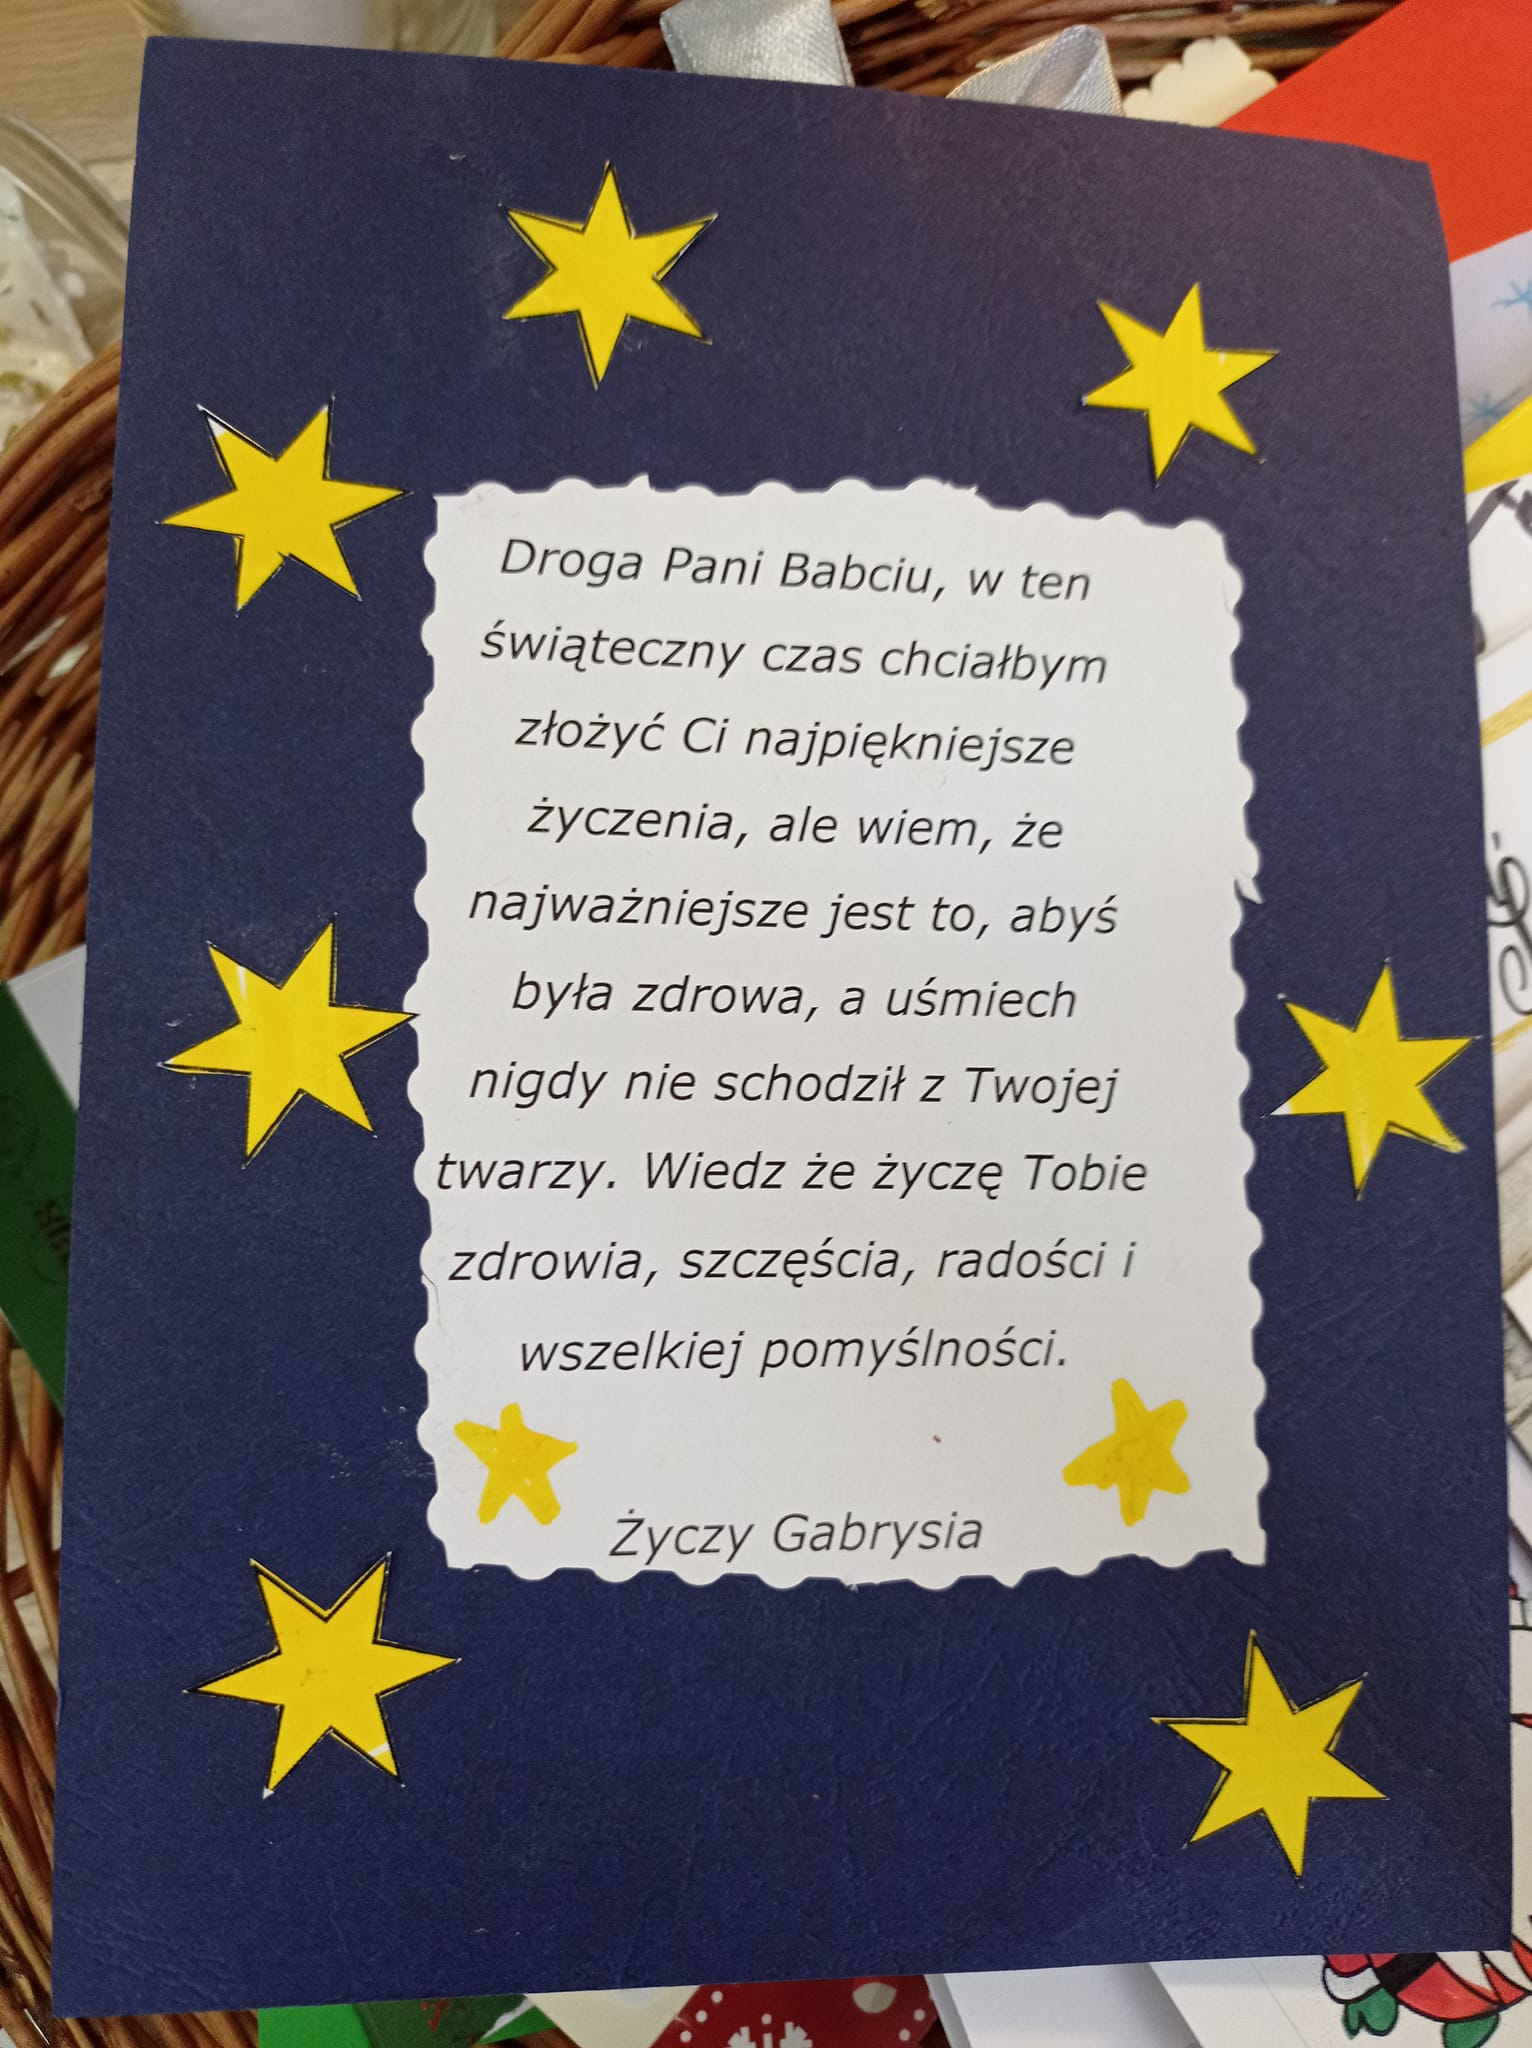 Droga Pani Babciu, w ten
świąteczny czas chciałbym
złożyć Ci najpiękniejsze
życzenia, ale wiem, że
najważniejsze jest to, abyś
była zdrowa, a uśmiech
nigdy nie schodził z Twojej
twarzy. Wiedz że życzę Tobie
zdrowia, szczęścia, radości i
wszelkiej pomyślności.
Życzy Gabrysia